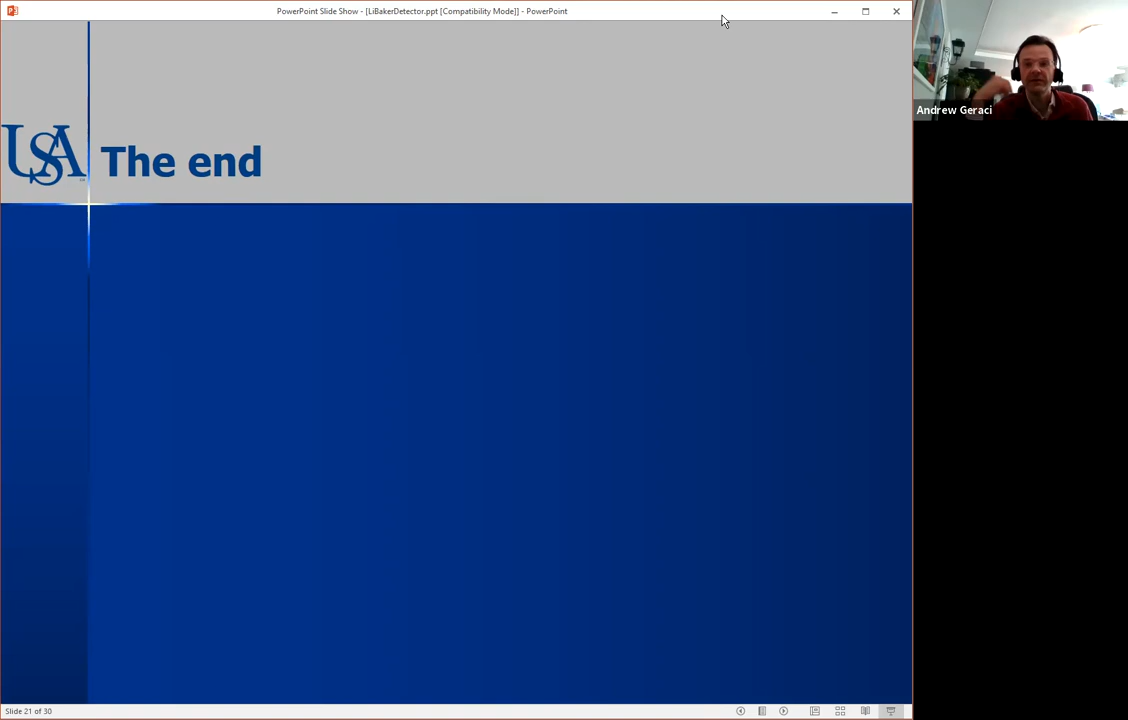 PowerPoint Slide Show - [LiBakerDetector.ppt [Compatibility Mode]] - PowerPoint
Andrew Geraci
USA
The end
Slide 21 of 30